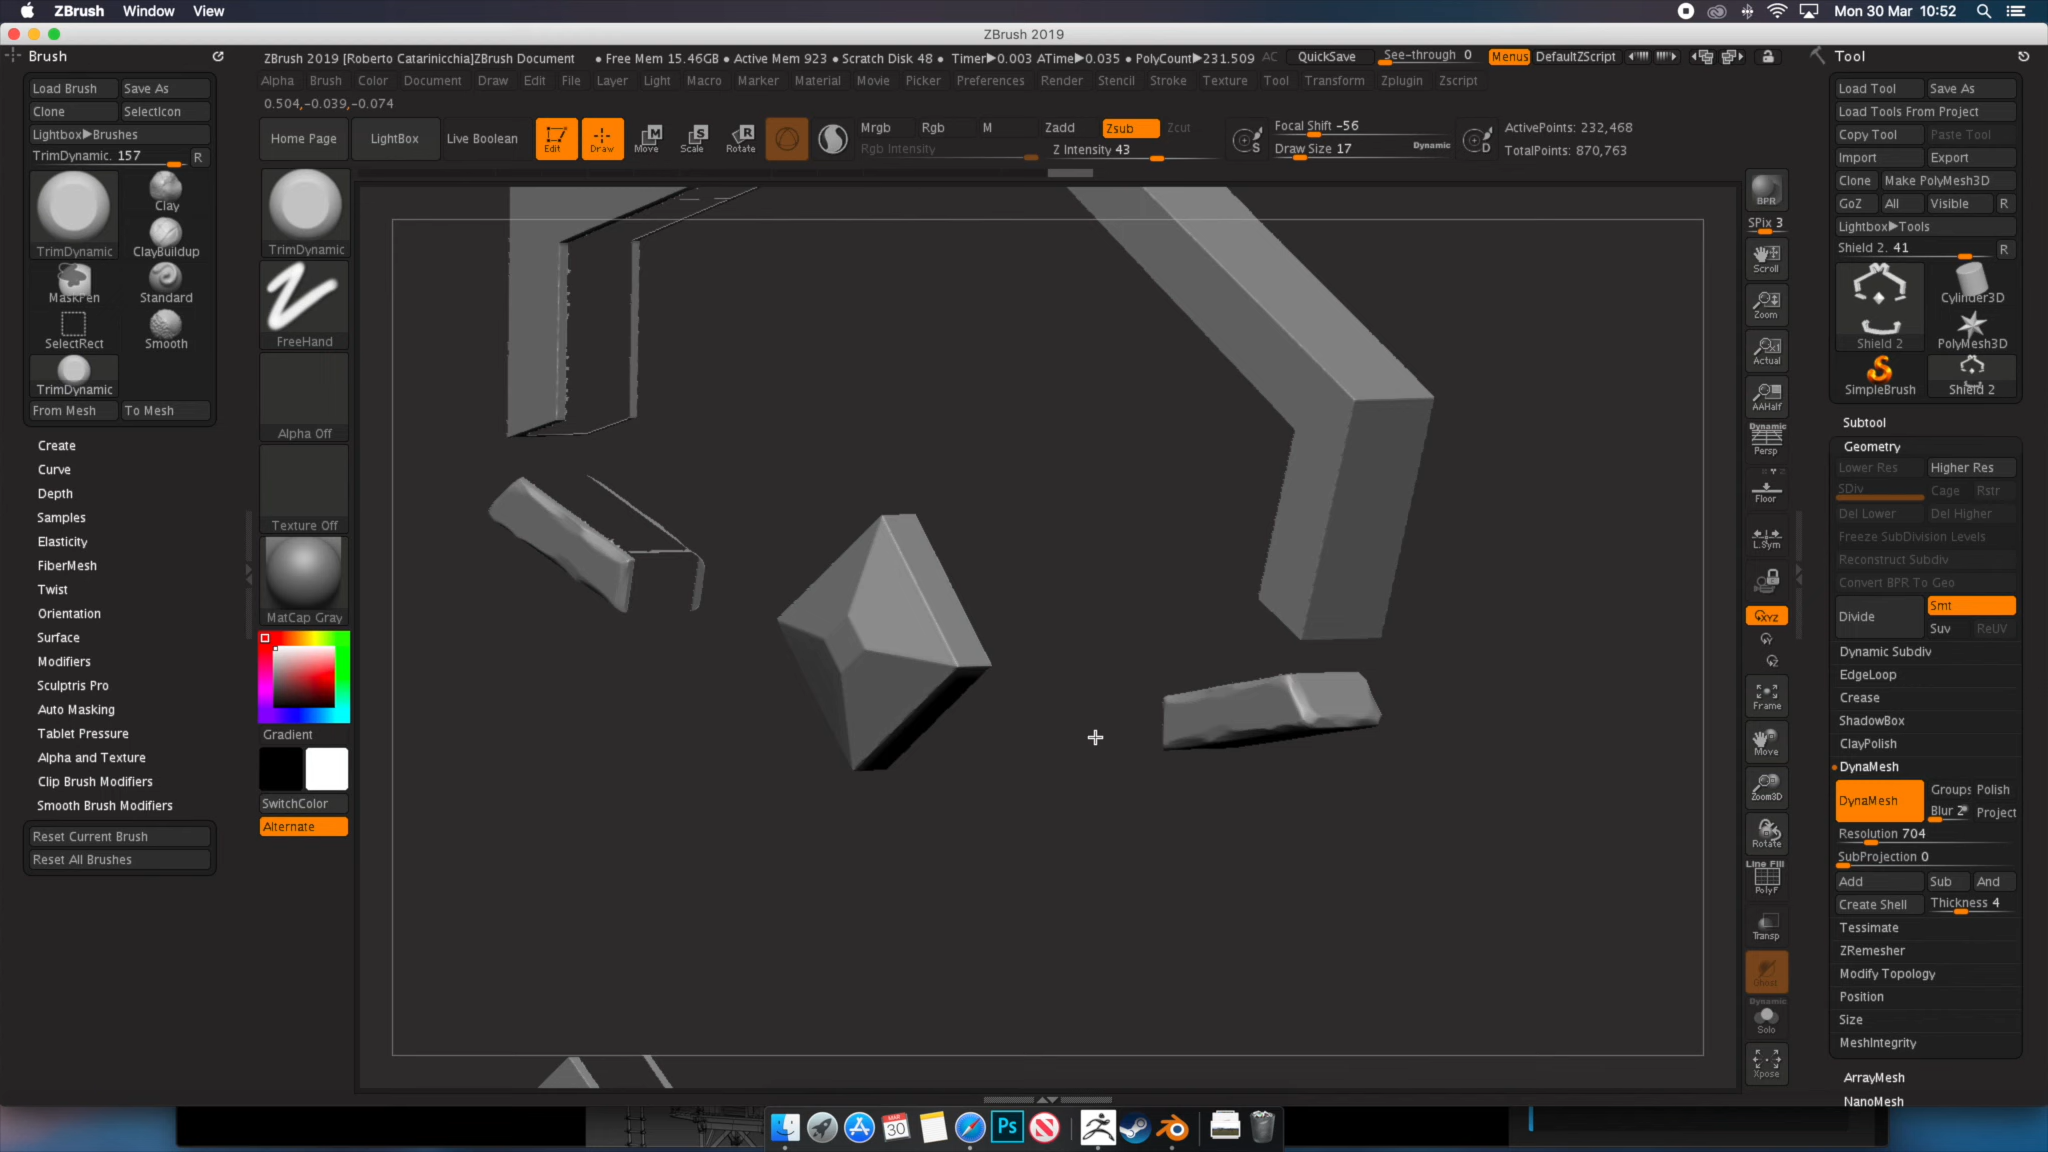 ZBrush Window View Mon 30 Mar 10:52
ZBrush 2019
Brush
Load Brush Save As
Clone SelectIcon
Lightbox▶Brushes
TrimDynamic. 157 R
TrimDynamic Clay
ClayBuildup
MaskPen Standard
SelectRect Smooth
TrimDynamic
From Mesh To Mesh
Create
Curve
Depth
Samples
Elasticity
FiberMesh
Twist
Orientation
Surface
Modifiers
Sculptris Pro
Auto Masking
Tablet Pressure
Alpha and Texture
Clip Brush Modifiers
Smooth Brush Modifiers
Reset Current Brush
Reset All Brushes
ZBrush 2019 [Roberto Catarinicchia]ZBrush Document • Free Mem 15.46GB • Active Mem 923 • Scratch Disk 48 • Timer▶0.003 ATime▶0.035 • PolyCount▶231.509 AC QuickSave See-through 0 Menus DefaultZScript
Alpha Brush Color Document Draw Edit File Layer Light Macro Marker Material Movie Picker Preferences Render Stencil Stroke Texture Tool Transform Zplugin Zscript
0.504,-0.039,-0.074
Home Page LightBox Live Boolean Edit Draw Move Scale Rotate
Mrgb Rgb M Zadd Zsub Zcut
Rgb Intensity Z Intensity 43
S Focal Shift -56
Draw Size 17 Dynamic D
ActivePoints: 232,468
TotalPoints: 870,763
TrimDynamic
FreeHand
Alpha Off
Texture Off
MatCap Gray
Gradient
SwitchColor
Alternate
BPR
SPix 3
Scroll
Zoom
Actual
AAHalf
Dynamic
Persp
Floor
L.Sym
XYZ
Y
Z
Frame
Move
Zoom3D
Rotate
Line Fill
PolyF
Transp
Ghost
Dynamic
Solo
Xpose
Tool
Load Tool Save As
Load Tools From Project
Copy Tool Paste Tool
Import Export
Clone Make PolyMesh3D
GoZ All Visible R
Lightbox▶Tools
Shield 2. 41 R
Shield 2 Cylinder3D
PolyMesh3D
SimpleBrush Shield 2
Subtool
Geometry
Lower Res Higher Res
SDiv Cage Rstr
Del Lower Del Higher
Freeze SubDivision Levels
Reconstruct Subdiv
Convert BPR To Geo
Divide Smt
Suv ReUV
Dynamic Subdiv
EdgeLoop
Crease
ShadowBox
ClayPolish
DynaMesh
DynaMesh Groups Polish
Blur 2 Project
Resolution 704
SubProjection 0
Add Sub And
Create Shell Thickness 4
Tessimate
ZRemesher
Modify Topology
Position
Size
MeshIntegrity
ArrayMesh
NanoMesh
MAR
30
Ps